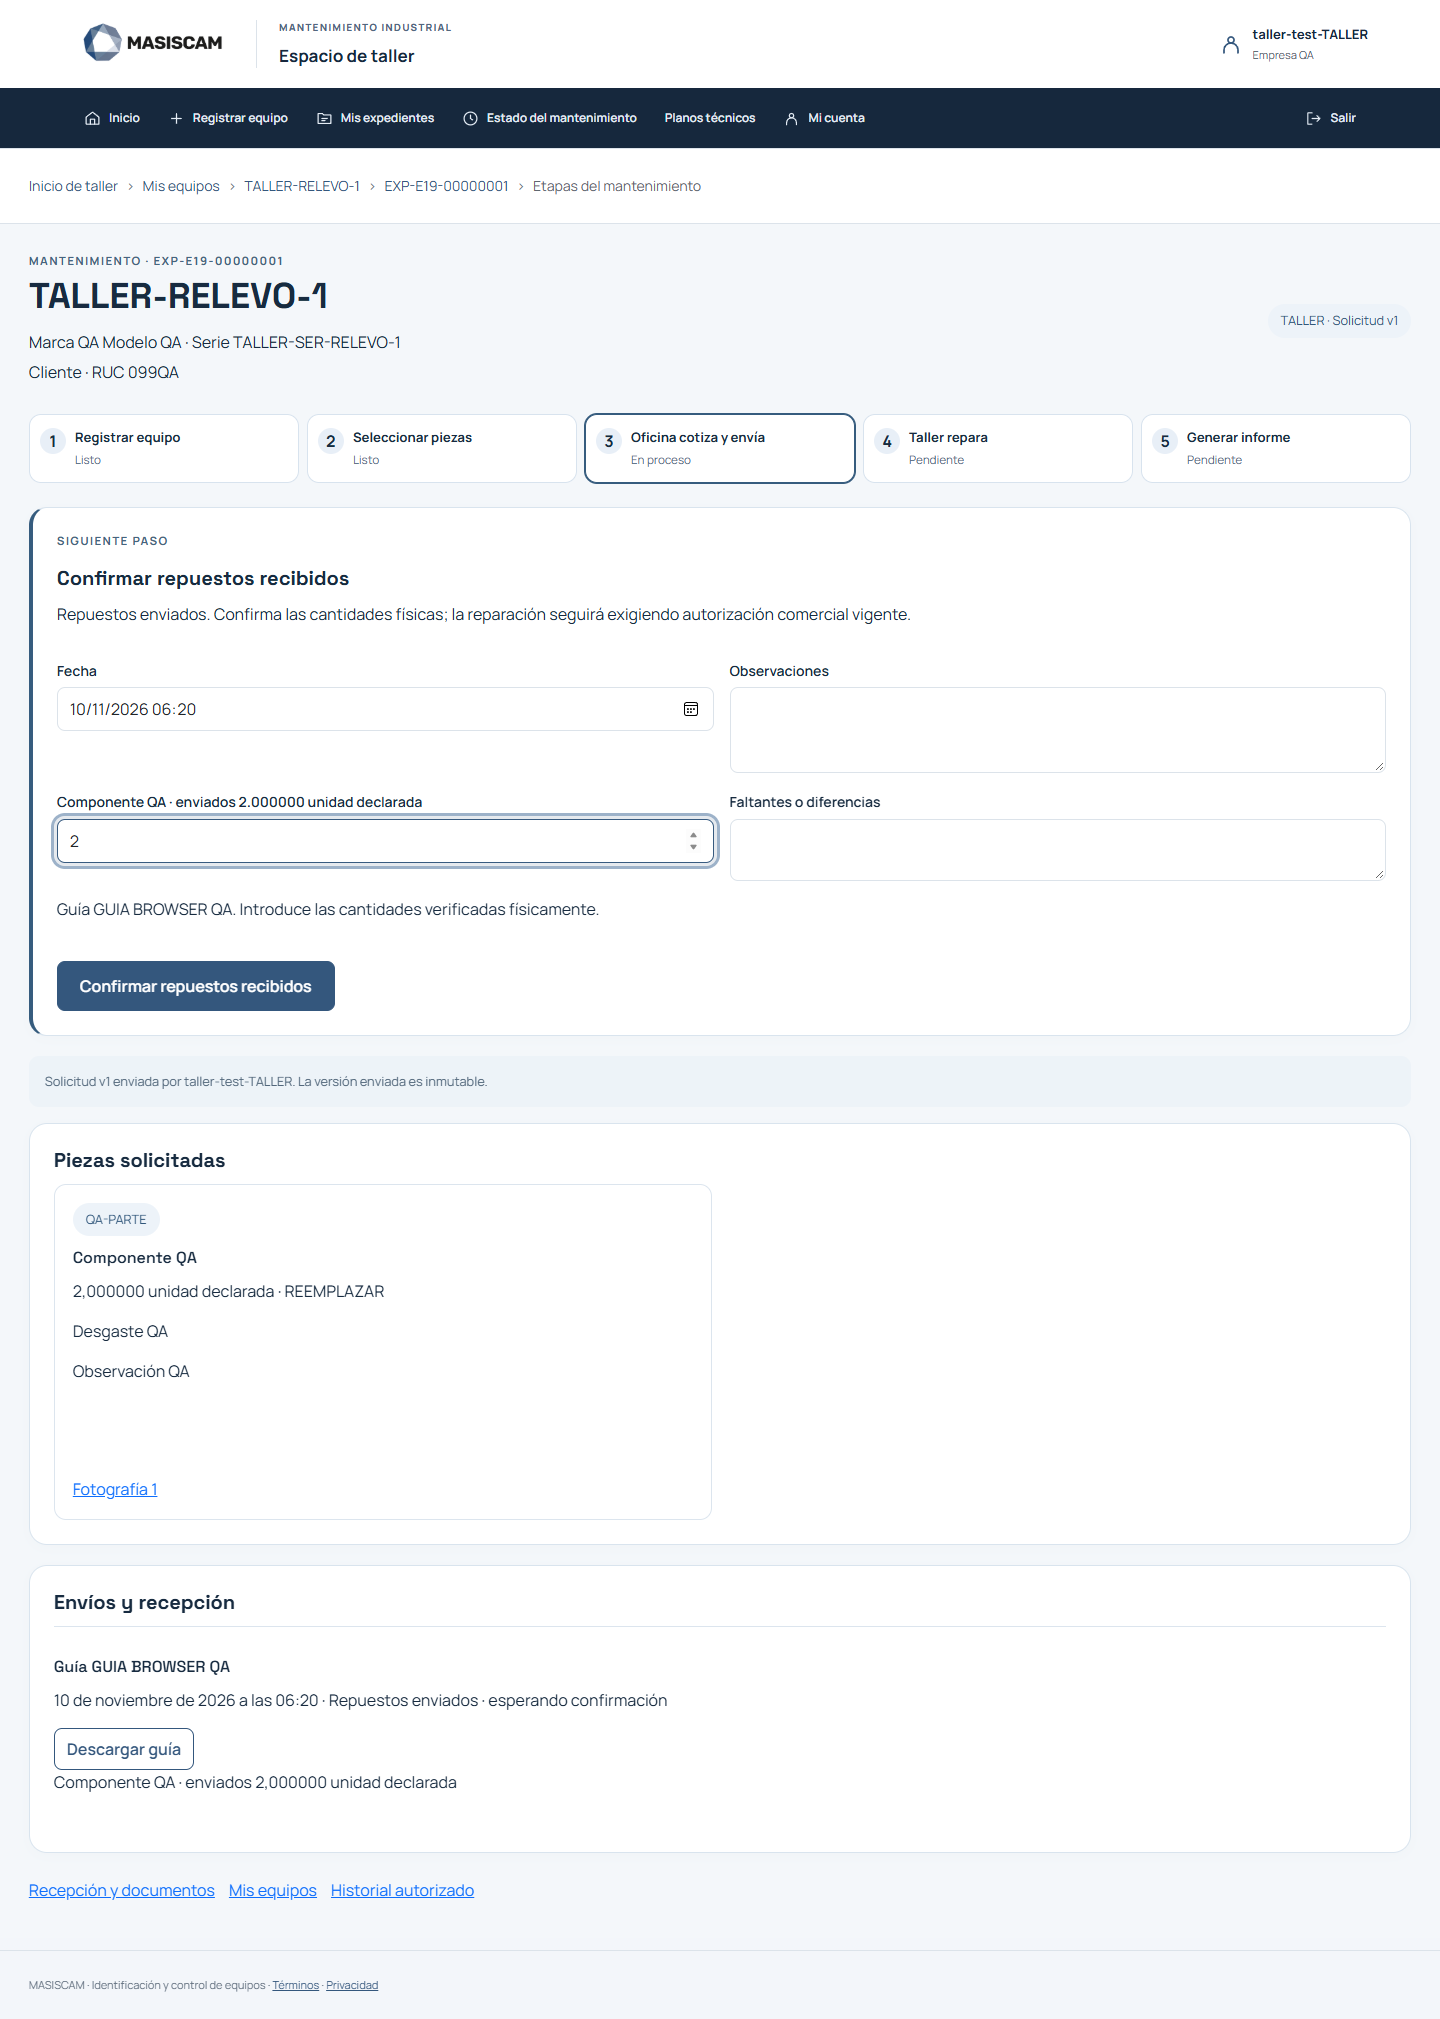 MASISCAM
MANTENIMIENTO INDUSTRIAL
Espacio de taller
taller-test-TALLER
Empresa QA
Inicio
Registrar equipo
Mis expedientes
Estado del mantenimiento
Planos técnicos
Mi cuenta
Salir
Inicio de taller › Mis equipos › TALLER-RELEVO-1 › EXP-E19-00000001 › Etapas del mantenimiento
MANTENIMIENTO · EXP-E19-00000001
TALLER-RELEVO-1
Marca QA Modelo QA · Serie TALLER-SER-RELEVO-1
Cliente · RUC 099QA
TALLER · Solicitud v1
1 Registrar equipo
Listo
2 Seleccionar piezas
Listo
3 Oficina cotiza y envía
En proceso
4 Taller repara
Pendiente
5 Generar informe
Pendiente
SIGUIENTE PASO
Confirmar repuestos recibidos
Repuestos enviados. Confirma las cantidades físicas; la reparación seguirá exigiendo autorización comercial vigente.
Fecha
10/11/2026 06:20
Observaciones
Componente QA · enviados 2.000000 unidad declarada
2
Faltantes o diferencias
Guía GUIA BROWSER QA. Introduce las cantidades verificadas físicamente.
Confirmar repuestos recibidos
Solicitud v1 enviada por taller-test-TALLER. La versión enviada es inmutable.
Piezas solicitadas
QA-PARTE
Componente QA
2,000000 unidad declarada · REEMPLAZAR
Desgaste QA
Observación QA
Fotografía 1
Envíos y recepción
Guía GUIA BROWSER QA
10 de noviembre de 2026 a las 06:20 · Repuestos enviados · esperando confirmación
Descargar guía
Componente QA · enviados 2,000000 unidad declarada
Recepción y documentos Mis equipos Historial autorizado
MASISCAM · Identificación y control de equipos · Términos · Privacidad